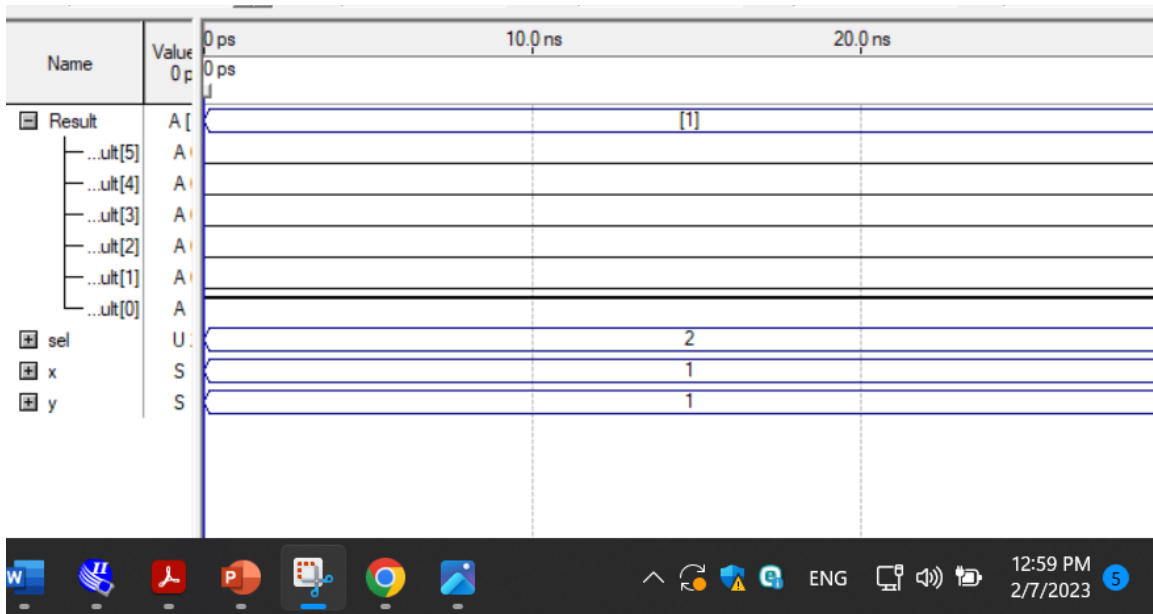 Name
Value
0 p
0 ps
10.0 ns
20.0 ns
0 ps
Result
A [
[1]
...ult[5]
A
...ult[4]
A
...ult[3]
A
...ult[2]
A
...ult[1]
A
...ult[0]
A
sel
U
2
x
S
1
y
S
1
W
II
P
ENG
12:59 PM
2/7/2023
5